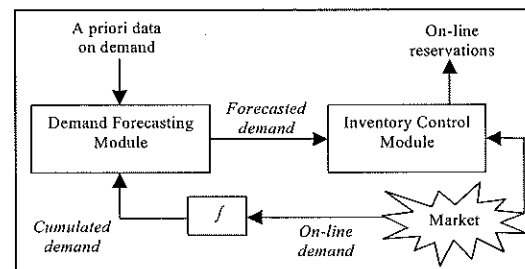 A priori data
on demand
On-line
reservations
Demand Forecasting
Module
Forecasted
demand
Inventory Control
Module
Cumulated
demand
f
On-line
demand
Market